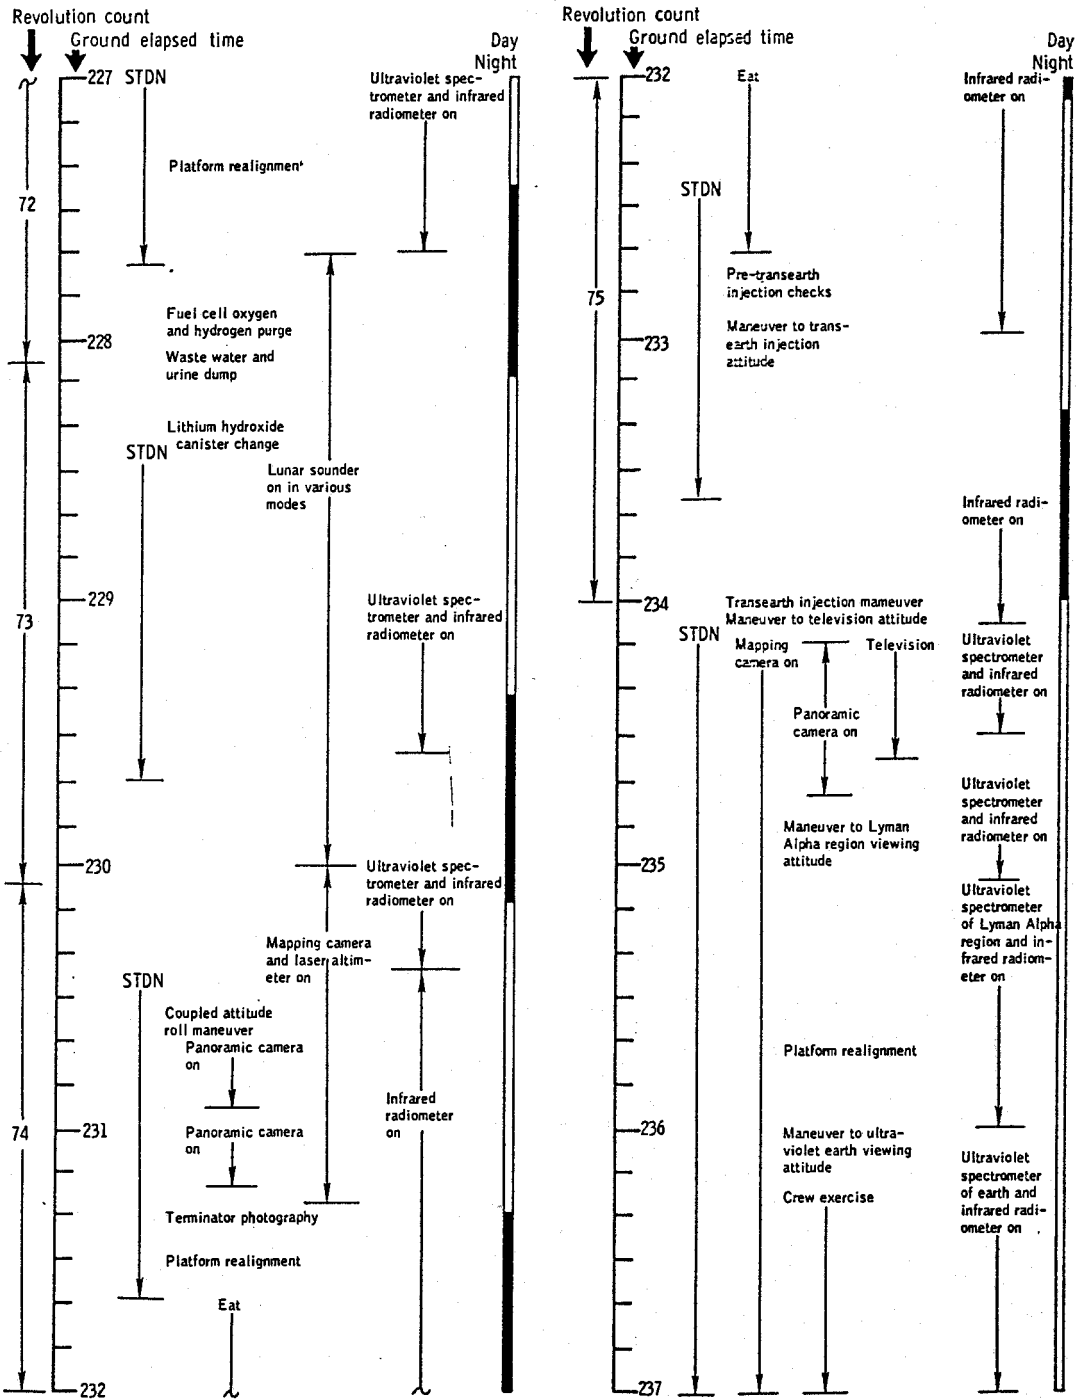 Revolution count
Ground elapsed time
Day
Night
227
STDN
Ultraviolet spec-
trometer and infrared
radiometer on
Platform realignment
72
Fuel cell oxygen
and hydrogen purge
228
Waste water and
urine dump
Lithium hydroxide
canister change
STDN
Lunar sounder
on in various
modes
229
73
Ultraviolet spec-
trometer and infrared
radiometer on
230
Ultraviolet spec-
trometer and infrared
radiometer on
Mapping camera
and laser altim-
eter on
STDN
Coupled attitude
roll maneuver
Panoramic camera
on
Infrared
radiometer
on
74
231
Panoramic camera
on
Terminator photography
Platform realignment
Eat
232
Revolution count
Ground elapsed time
Day
Night
232
Eat
Infrared radi-
ometer on
STDN
75
Pre-transearth
injection checks
Maneuver to trans-
earth injection
attitude
233
Infrared radi-
ometer on
234
Transearth injection mameuver
Maneuver to television attitude
STDN
Mapping
camera on
Television
Ultraviolet
spectrometer
and infrared
radiometer on
Panoramic
camera on
Ultraviolet
spectrometer
and infrared
radiometer on
Maneuver to Lyman
Alpha region viewing
attitude
235
Ultraviolet
spectrometer
of Lyman Alpha
region and in-
frared radiom-
eter on
Platform realignment
236
Maneuver to ultra-
violet earth viewing
attitude
Ultraviolet
spectrometer
of earth and
infrared radi-
ometer on
Crew exercise
237